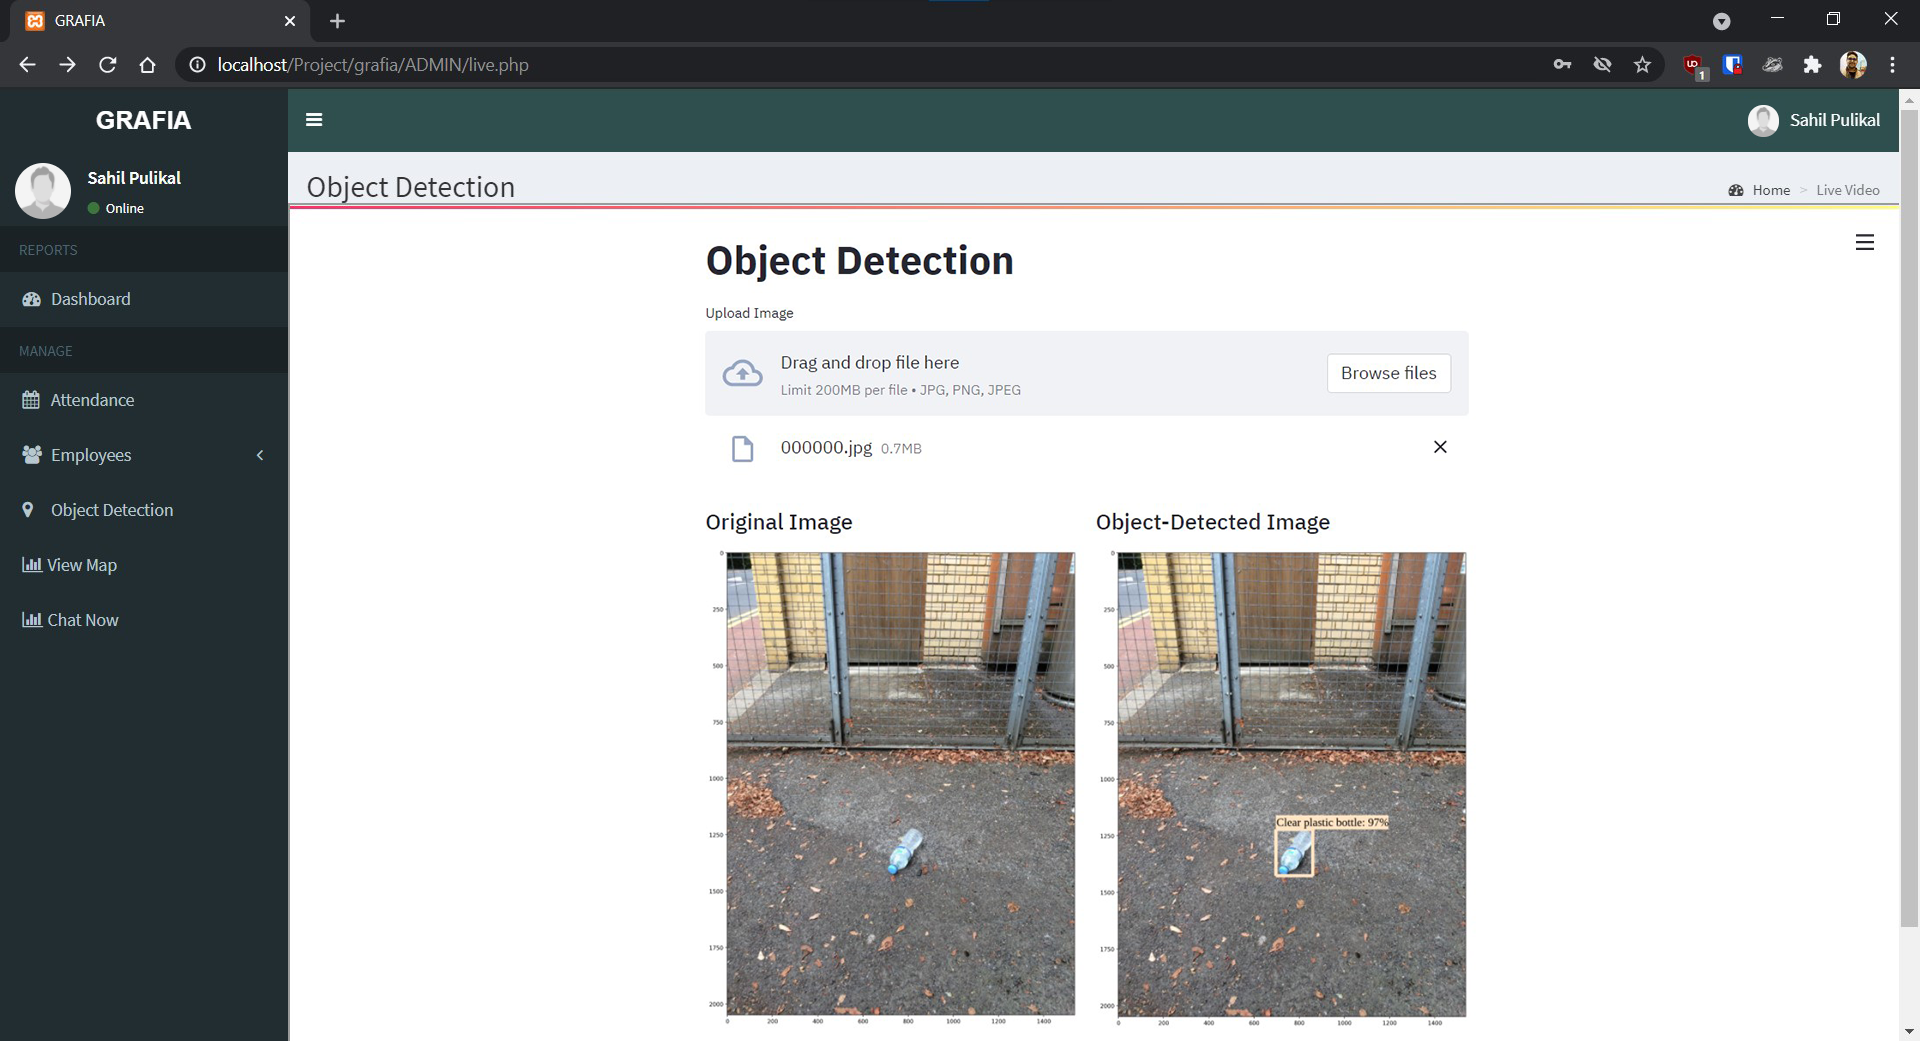 GRAFIA
localhost/Project/grafia/ADMIN/live.php
1
GRAFIA
Sahil Pulikal
Sahil Pulikal
Online
Object Detection
Home > Live Video
REPORTS
Dashboard
MANAGE
Attendance
Employees
Object Detection
View Map
Chat Now
Object Detection
Upload Image
Drag and drop file here
Limit 200MB per file • JPG, PNG, JPEG
Browse files
000000.jpg 0.7MB
Original Image
Object-Detected Image
0
250
500
750
1000
1250
1500
1750
2000
0 200 400 600 800 1000 1200 1400
0
250
500
750
1000
1250
1500
1750
2000
0 200 400 600 800 1000 1200 1400
Clear plastic bottle: 97%